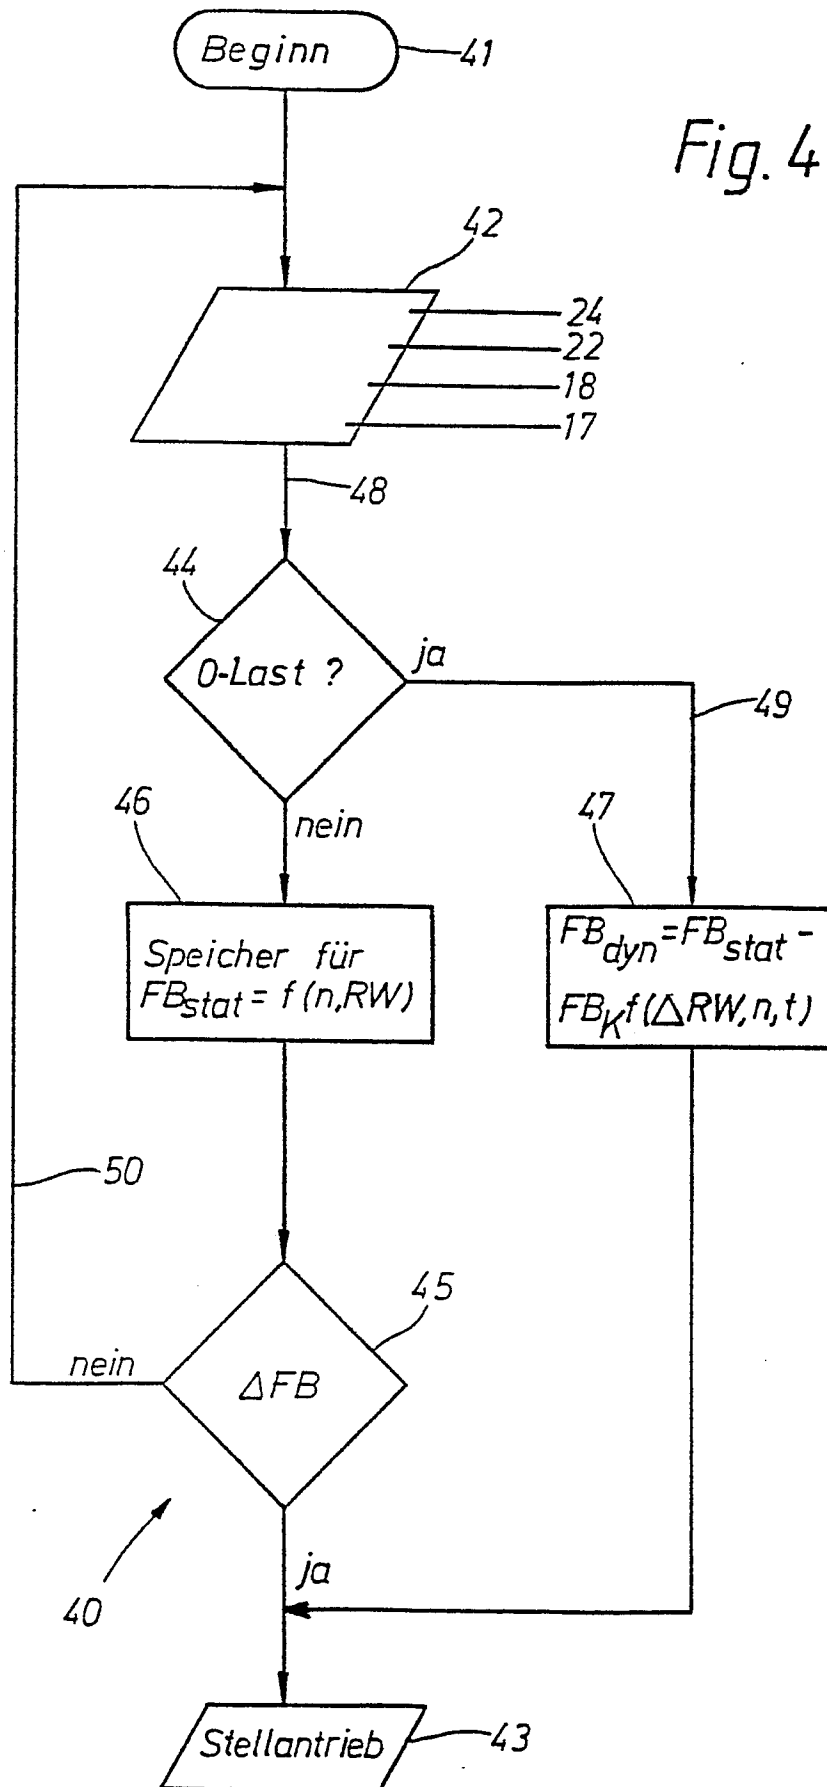 Beginn
41
Fig. 4
42
24
22
18
17
48
44
0-Last ?
ja
49
46
nein
47
Speicher für
FBstat = f (n,RW)
FBdyn = FBstat –
FBK f (ΔRW, n, t)
50
45
nein
ΔFB
ja
40
Stellantrieb
43